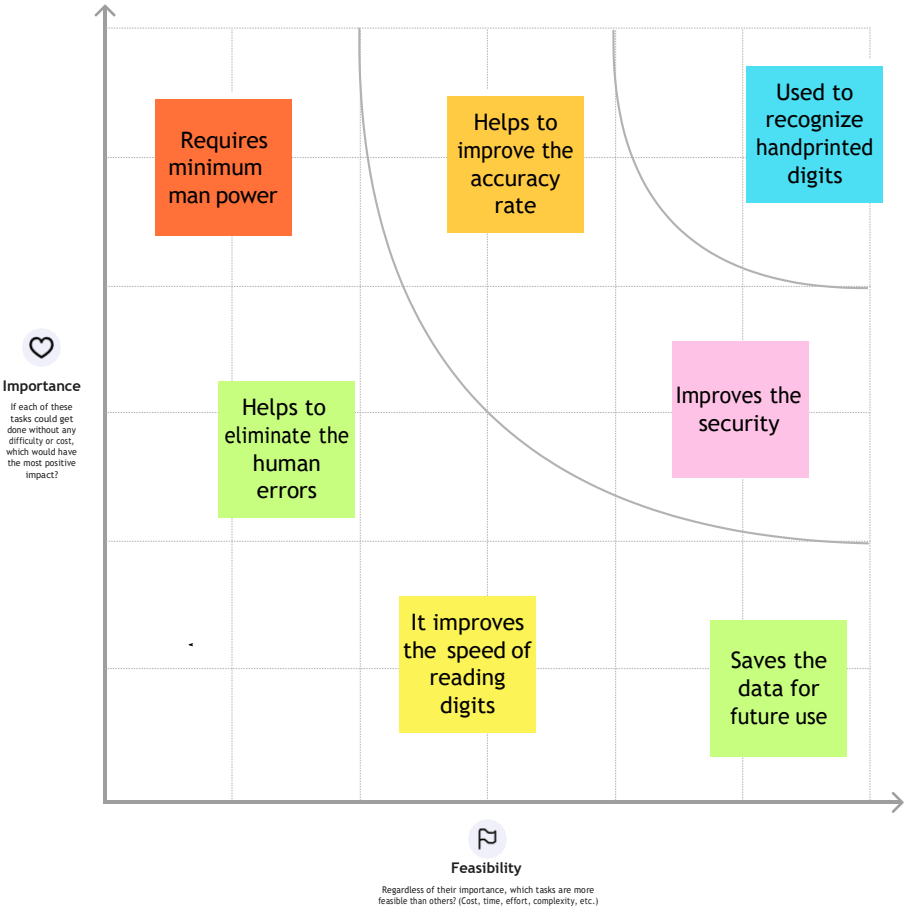 Requires
minimum
man power
Helps to
improve the
accuracy
rate
Used to
recognize
handprinted
digits
Importance
If each of these
tasks could get
done without any
difficulty or cost,
which would have
the most positive
impact?
Helps to
eliminate the
human
errors
Improves the
security
It improves
the speed of
reading
digits
Saves the
data for
future use
Feasibility
Regardless of their importance, which tasks are more
feasible than others? (Cost, time, effort, complexity, etc.)